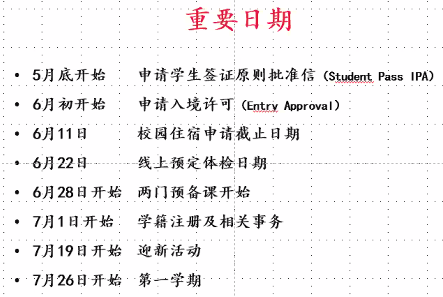 重要日期
• 5月底开始 申请学生签证原则批准信 (Student Pass IPA)
• 6月初开始 申请入境许可 (Entry Approval)
• 6月11日 校园住宿申请截止日期
• 6月22日 线上预定体检日期
• 6月28日开始 两门预备课开始
• 7月1日开始 学籍注册及相关事务
• 7月19日开始 迎新活动
• 7月26日开始 第一学期